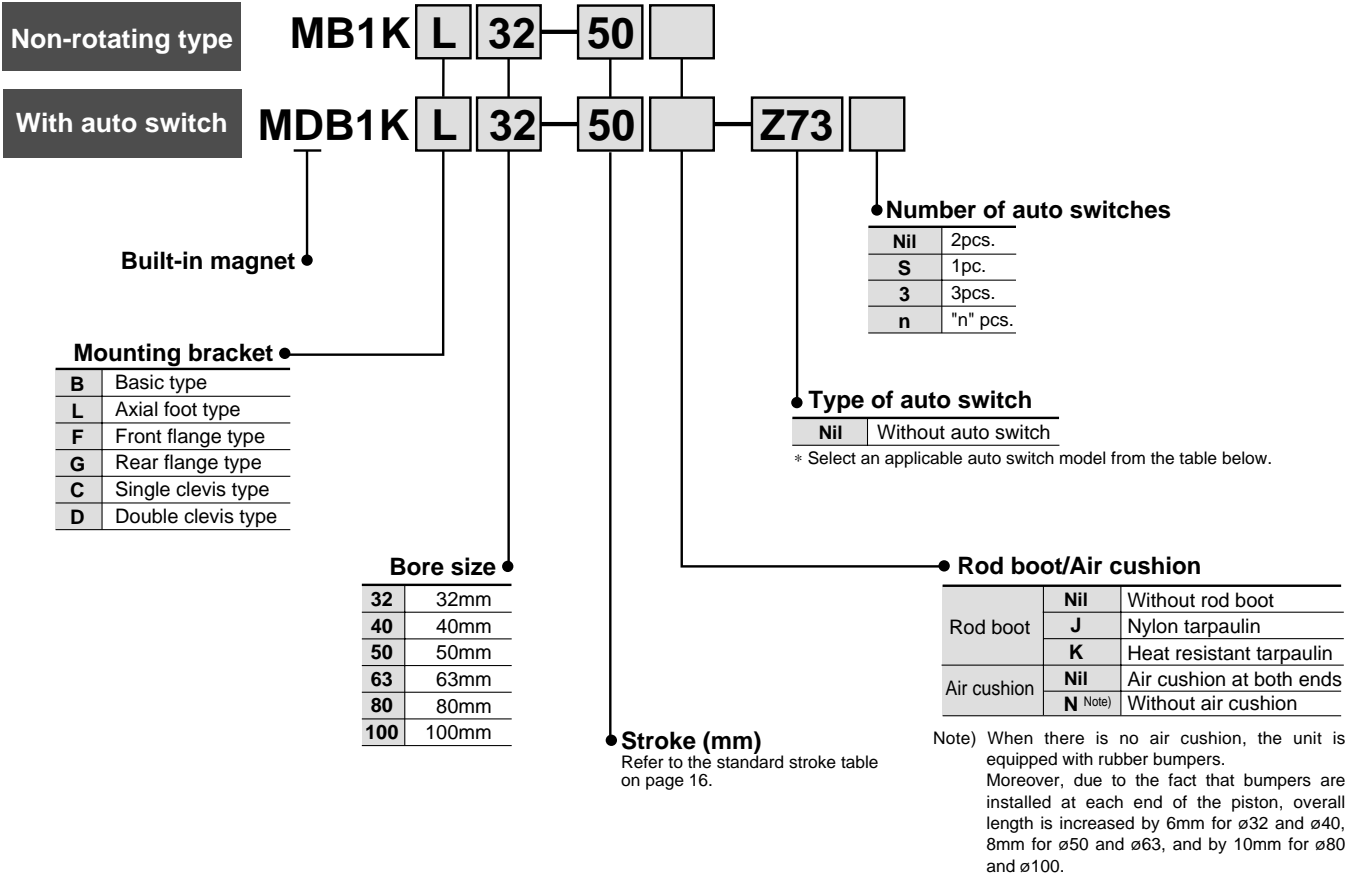 Non-rotating type MB1K L 32 50
With auto switch MDB1K L 32 50 Z73
Number of auto switches
Nil 2pcs.
S 1pc.
3 3pcs.
n "n" pcs.
Built-in magnet
Mounting bracket
B Basic type
L Axial foot type
F Front flange type
G Rear flange type
C Single clevis type
D Double clevis type
Type of auto switch
Nil Without auto switch
* Select an applicable auto switch model from the table below.
Bore size
32 32mm
40 40mm
50 50mm
63 63mm
80 80mm
100 100mm
Stroke (mm)
Refer to the standard stroke table
on page 16.
Rod boot/Air cushion
Rod boot
Nil Without rod boot
J Nylon tarpaulin
K Heat resistant tarpaulin
Air cushion
Nil Air cushion at both ends
N Note) Without air cushion
Note) When there is no air cushion, the unit is
equipped with rubber bumpers.
Moreover, due to the fact that bumpers are
installed at each end of the piston, overall
length is increased by 6mm for ø32 and ø40,
8mm for ø50 and ø63, and by 10mm for ø80
and ø100.